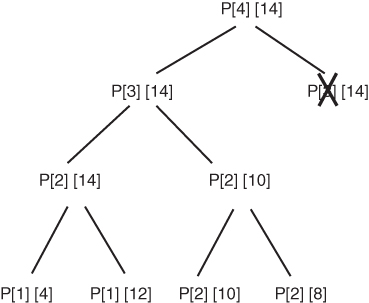 P[4] [14]
P[3] [14]
[14]
P[2] [14]
P[2] [10]
P[1] [4]
P[1] [12]
P[2] [10]
P[2] [8]